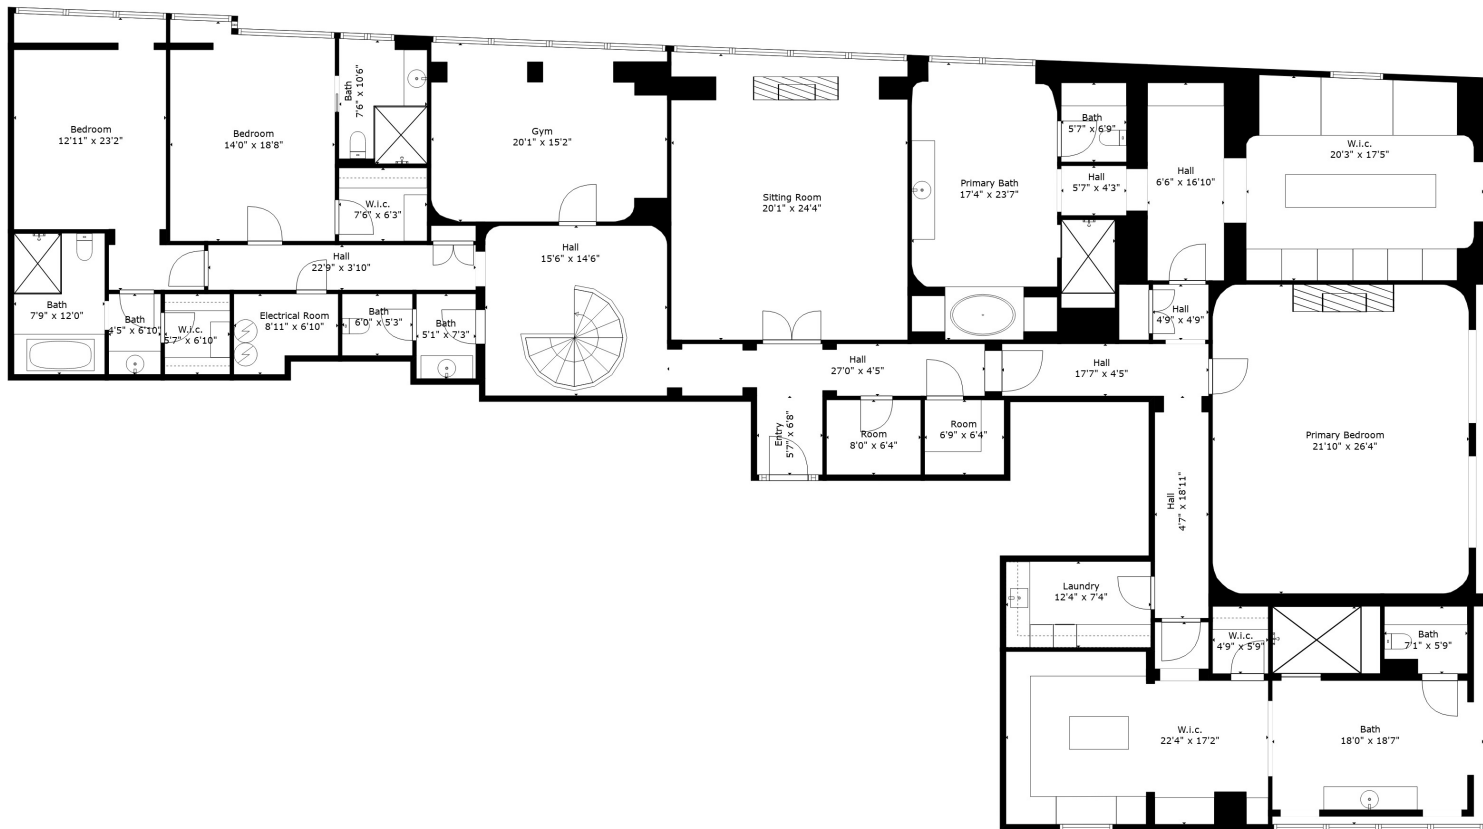 Bedroom
12'11" x 23'2"
Bedroom
14'0" x 18'8"
Bath
7'6" x 10'6"
Gym
20'1" x 15'2"
W.i.c.
7'6" x 6'3"
Sitting Room
20'1" x 24'4"
Primary Bath
17'4" x 23'7"
Bath
5'7" x 6'9"
Hall
5'7" x 4'3"
Hall
6'6" x 16'10"
W.i.c.
20'3" x 17'5"
Hall
22'9" x 3'10"
Hall
15'6" x 14'6"
Bath
7'9" x 12'0"
Bath
4'5" x 6'10"
W.i.c.
5'7" x 6'10"
Electrical Room
8'11" x 6'10"
Bath
6'0" x 5'3"
Bath
5'1" x 7'3"
Hall
4'9" x 4'9"
Hall
27'0" x 4'5"
Hall
17'7" x 4'5"
Entry
5'7" x 6'8"
Room
8'0" x 6'4"
Room
6'9" x 6'4"
Primary Bedroom
21'10" x 26'4"
Hall
4'7" x 18'11"
Laundry
12'4" x 7'4"
W.i.c.
4'9" x 5'9"
Bath
7'1" x 5'9"
W.i.c.
22'4" x 17'2"
Bath
18'0" x 18'7"